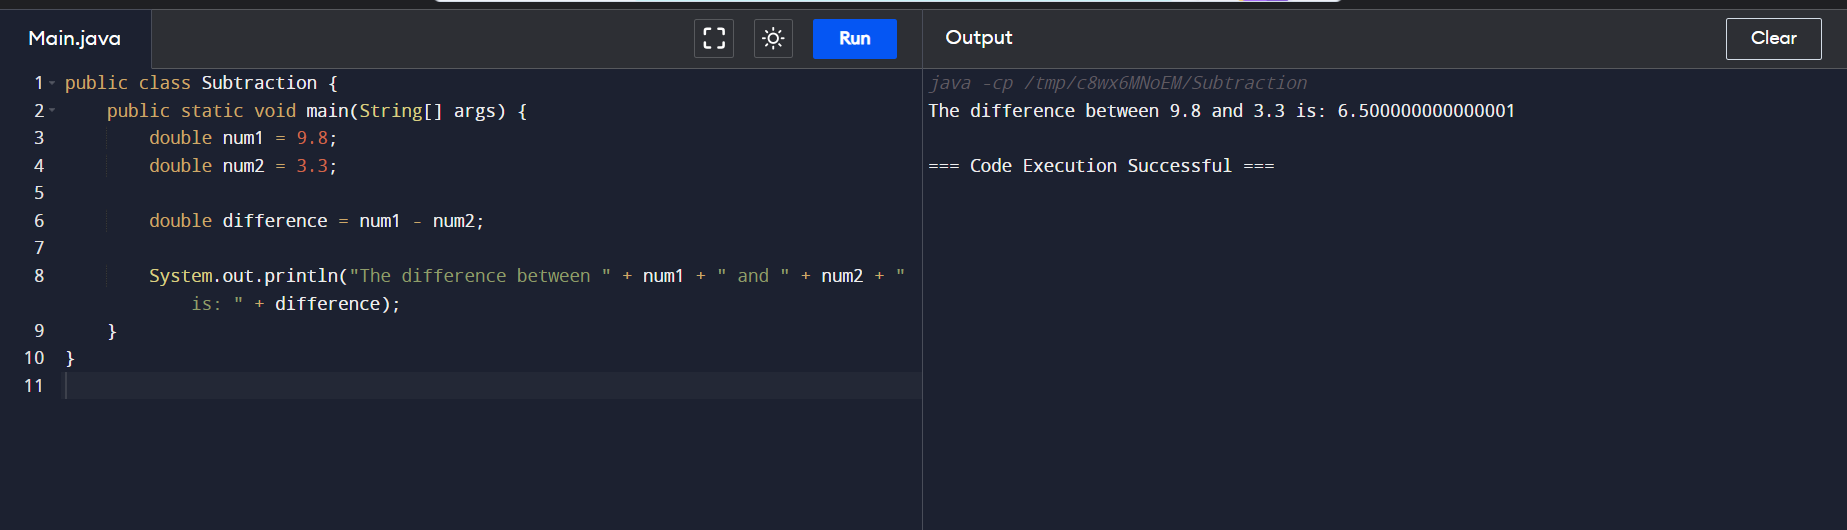 Main.java
Run
Output
Clear
1 public class Subtraction {
2     public static void main(String[] args) {
3         double num1 = 9.8;
4         double num2 = 3.3;
5
6         double difference = num1 - num2;
7
8         System.out.println("The difference between " + num1 + " and " + num2 + "
            is: " + difference);
9     }
10 }
11
java -cp /tmp/c8wx6MNoEM/Subtraction
The difference between 9.8 and 3.3 is: 6.500000000000001
=== Code Execution Successful ===